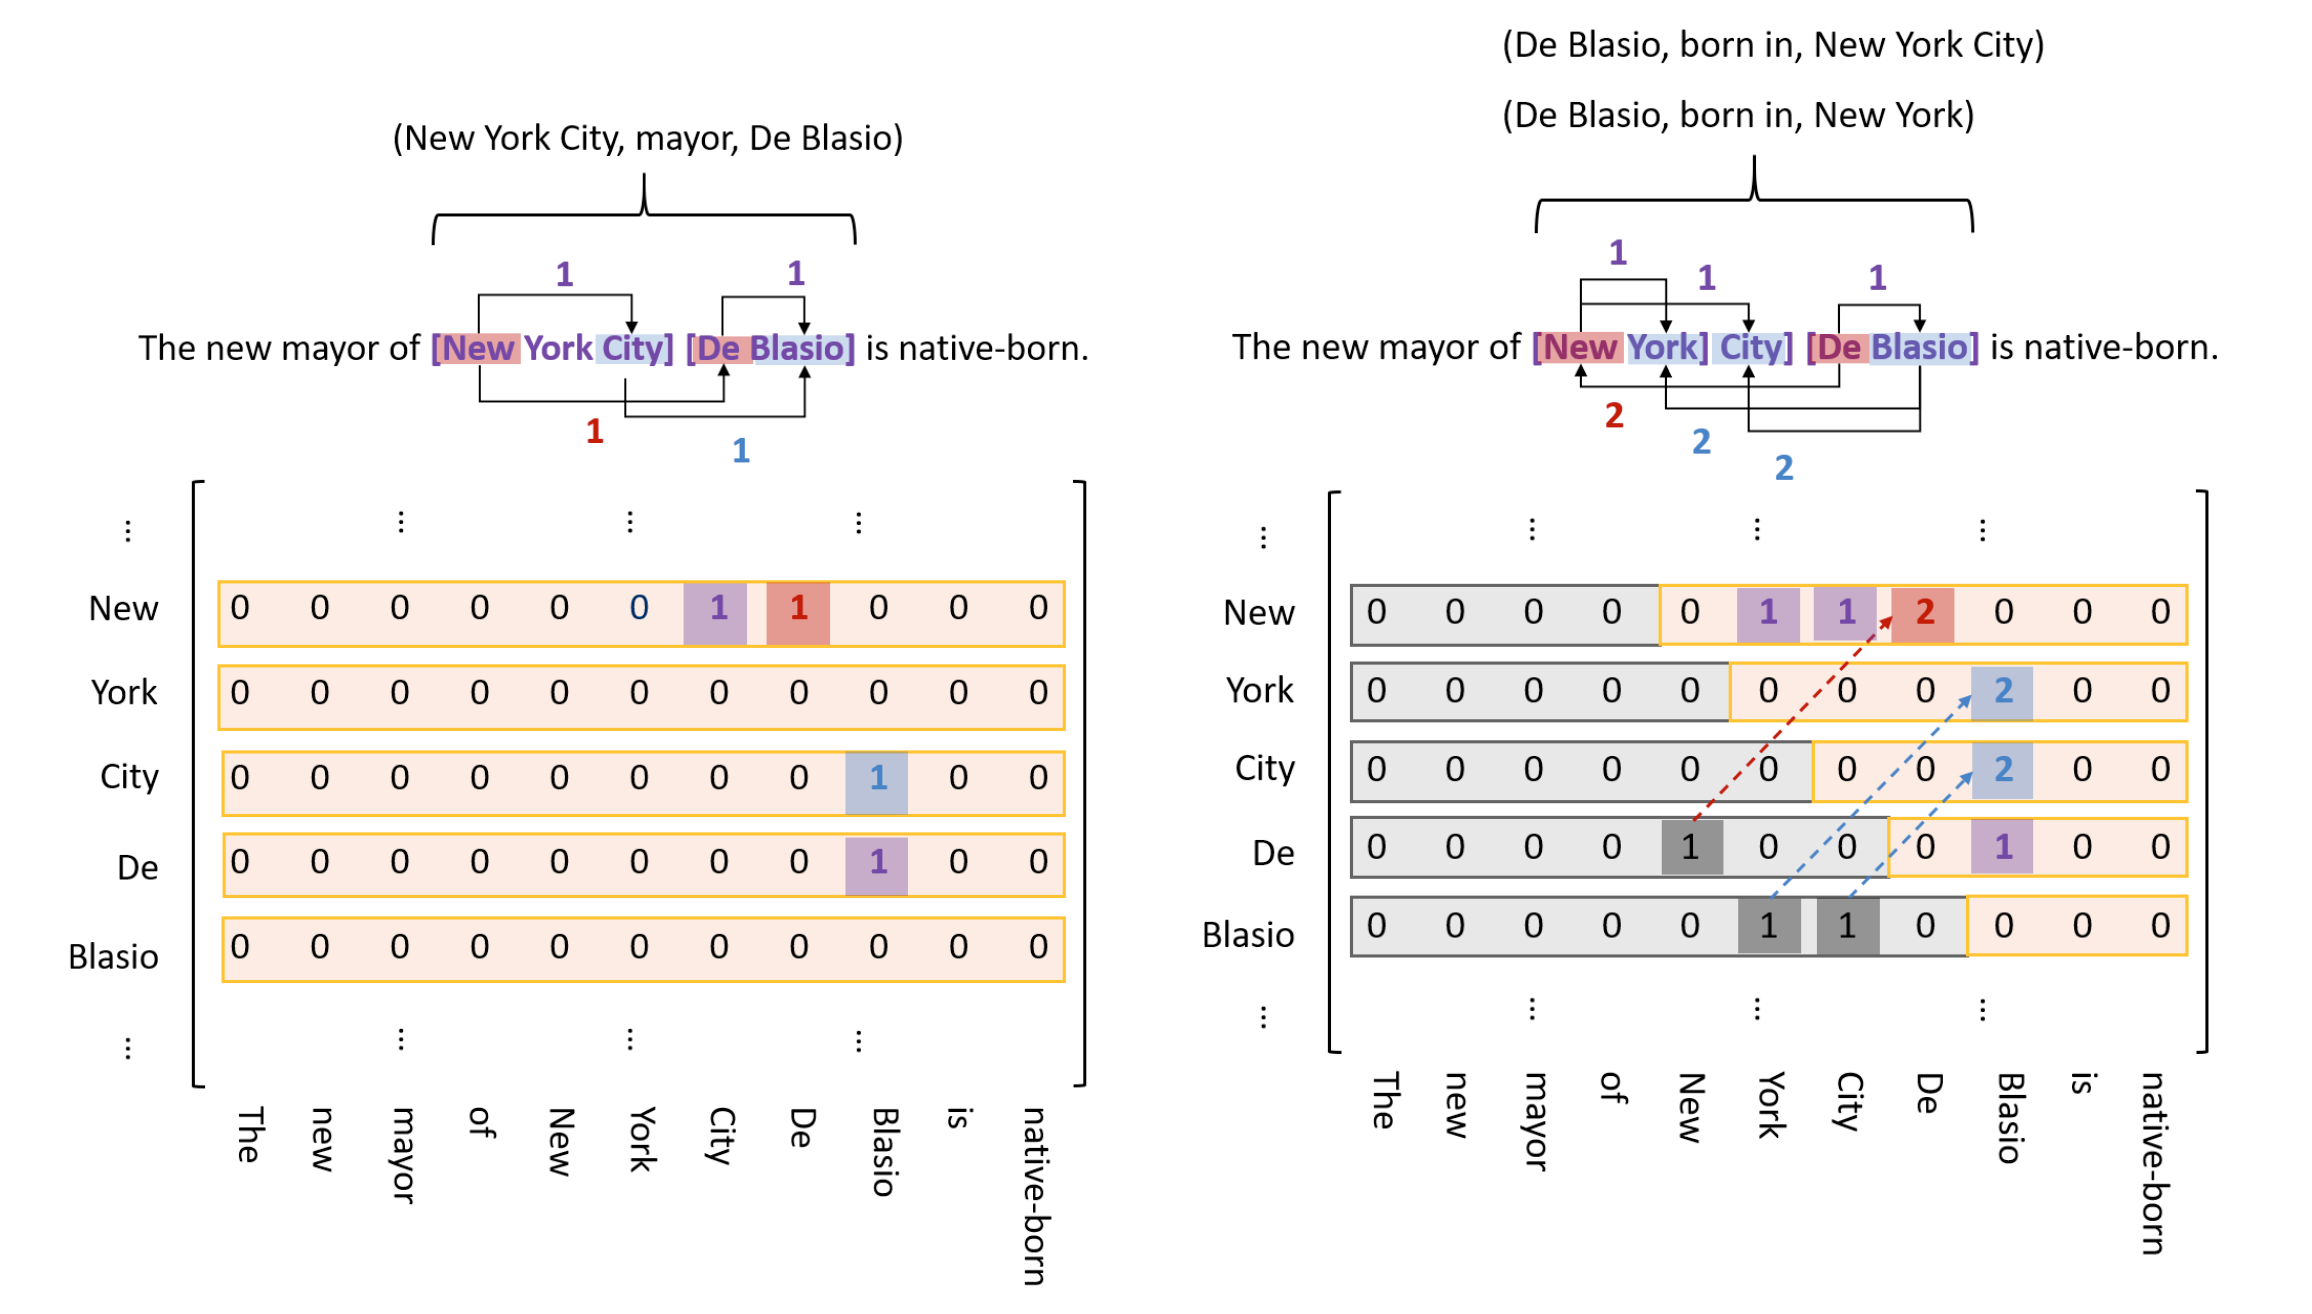 (New York City, mayor, De Blasio)
1 1
The new mayor of [New York City] [De Blasio] is native-born.
1
1
⋮ ⋮ ⋮ ⋮
New 0 0 0 0 0 0 1 1 0 0 0
York 0 0 0 0 0 0 0 0 0 0 0
City 0 0 0 0 0 0 0 0 1 0 0
De 0 0 0 0 0 0 0 0 1 0 0
Blasio 0 0 0 0 0 0 0 0 0 0 0
⋮ ⋮ ⋮ ⋮
The new mayor of New York City De Blasio is native-born
(De Blasio, born in, New York City)
(De Blasio, born in, New York)
1 1 1
The new mayor of [New York] City] [De Blasio] is native-born.
2
2
2
⋮ ⋮ ⋮ ⋮
New 0 0 0 0 0 1 1 2 0 0 0
York 0 0 0 0 0 0 0 0 2 0 0
City 0 0 0 0 0 0 0 0 2 0 0
De 0 0 0 0 1 0 0 0 1 0 0
Blasio 0 0 0 0 0 1 1 0 0 0 0
⋮ ⋮ ⋮ ⋮
The new mayor of New York City De Blasio is native-born